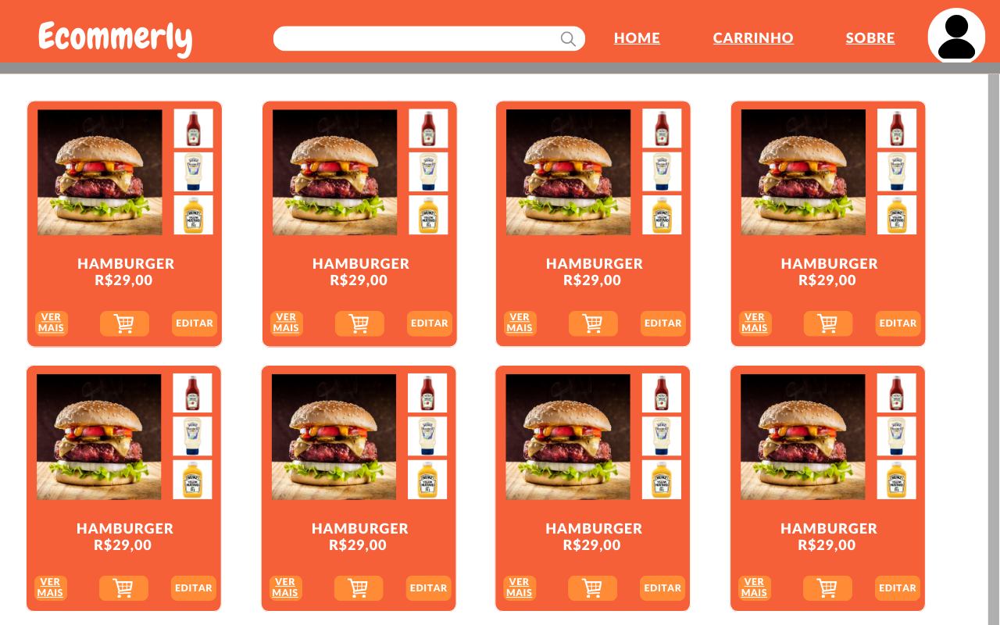 Ecommerly
HOME
CARRINHO
SOBRE
HAMBURGER
R$29,00
VER
MAIS
EDITAR
HAMBURGER
R$29,00
VER
MAIS
EDITAR
HAMBURGER
R$29,00
VER
MAIS
EDITAR
HAMBURGER
R$29,00
VER
MAIS
EDITAR
HAMBURGER
R$29,00
VER
MAIS
EDITAR
HAMBURGER
R$29,00
VER
MAIS
EDITAR
HAMBURGER
R$29,00
VER
MAIS
EDITAR
HAMBURGER
R$29,00
VER
MAIS
EDITAR